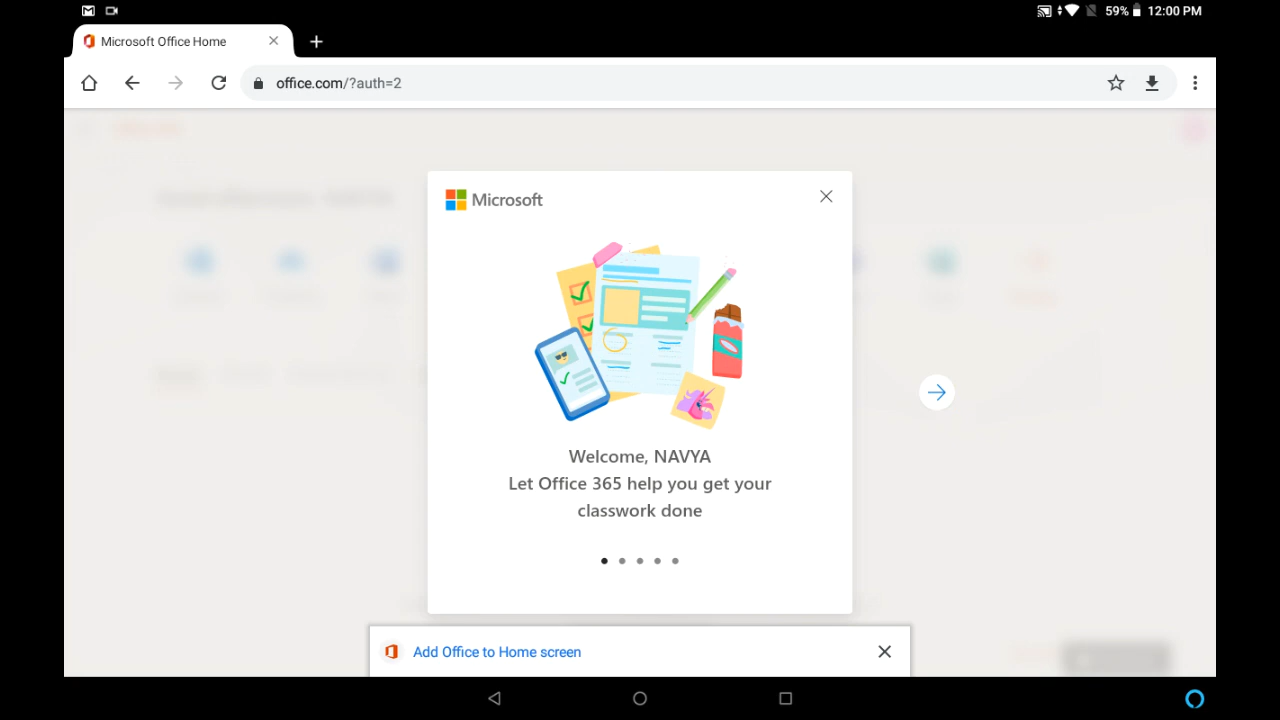 59% 12:00 PM
Microsoft Office Home
office.com/?auth=2
Microsoft
Welcome, NAVYA
Let Office 365 help you get your
classwork done
Add Office to Home screen